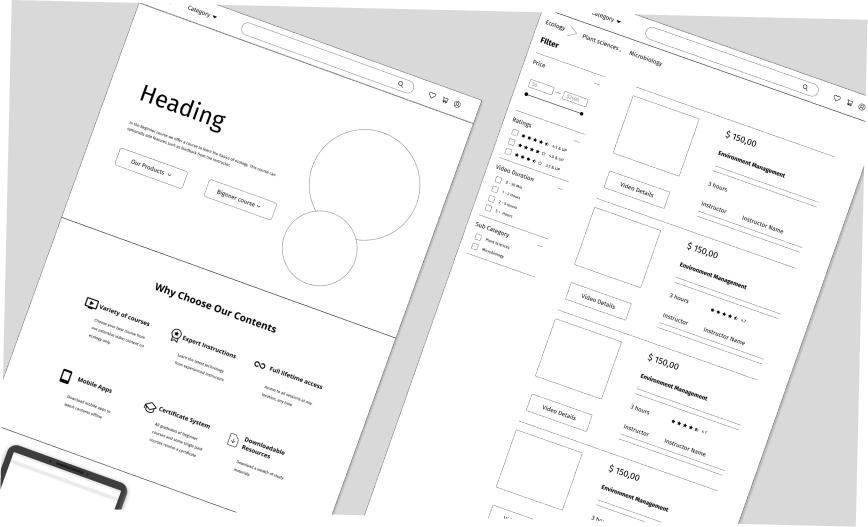 Category
Heading
In the beginner course we offer a course to learn the basics of ecology. This course can
optionally use features such as feedback from the instructor.
Our Products
Biginner course
Why Choose Our Contents
Variety of courses
Choose your best course from
our extensive video content on
ecology only.
Expert Instructions
Learn the latest technology
from experienced instructors
Full lifetime access
Access to all sessions at any
location, any time
Mobile Apps
Download mobile apps to
watch contents offline
Certificate System
All graduates of beginner
courses and some single paid
courses receive a certificate
Downloadable
Resources
Download a wealth of study
materials
Category
Ecology
Plant sciences,
Microbiology
Filter
Price
Ratings
4.5 & UP
4.0 & UP
3.5 & UP
Video Duration
0 - 30 Min
1 - 2 Hours
2 - 5 Hours
5 + Hours
Sub Category
Plant sciences
Microbiology
$ 150,00
Environment Management
3 hours
Instructor
Instructor Name
Video Details
$ 150,00
Environment Management
3 hours
4.7
Instructor
Instructor Name
Video Details
$ 150,00
Environment Management
3 hours
4.7
Instructor
Instructor Name
Video Details
$ 150,00
Environment Management